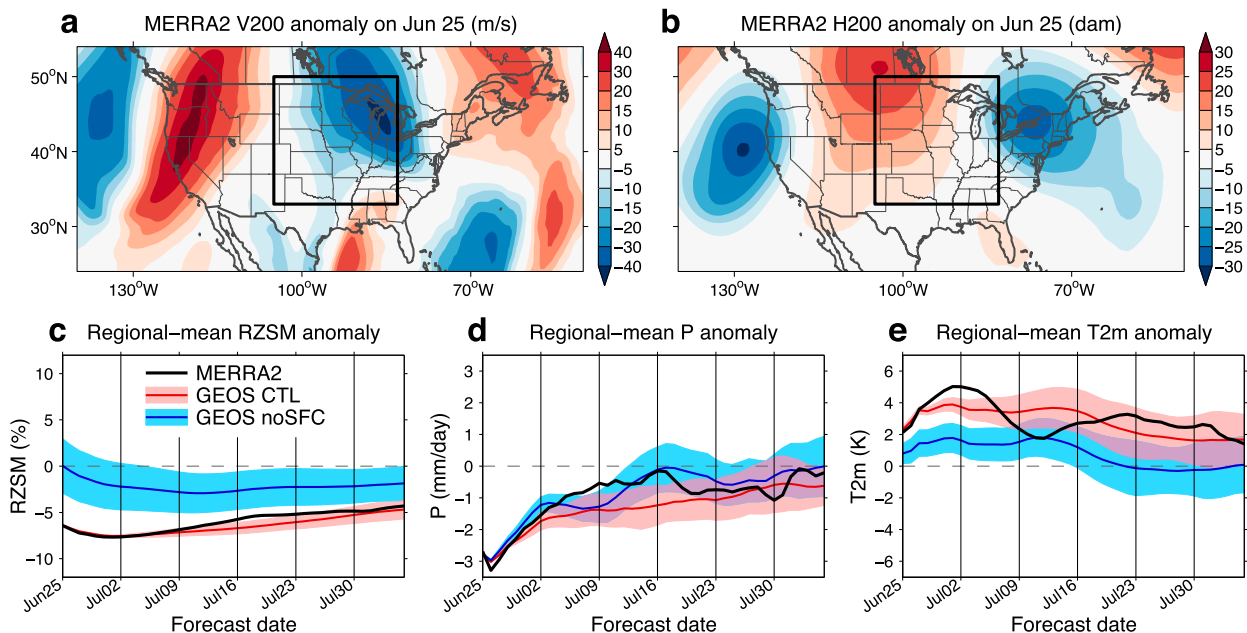 a MERRA2 V200 anomaly on Jun 25 (m/s)
50°N
40°N
30°N
130°W 100°W 70°W
40
30
20
15
10
5
−5
−10
−15
−20
−30
−40
b MERRA2 H200 anomaly on Jun 25 (dam)
130°W 100°W 70°W
30
25
20
15
10
5
−5
−10
−15
−20
−25
−30
c Regional−mean RZSM anomaly
RZSM (%)
10
5
0
−5
−10
MERRA2
GEOS CTL
GEOS noSFC
Jun25 Jul02 Jul09 Jul16 Jul23 Jul30
Forecast date
d Regional−mean P anomaly
P (mm/day)
3
2
1
0
−1
−2
−3
Jun25 Jul02 Jul09 Jul16 Jul23 Jul30
Forecast date
e Regional−mean T2m anomaly
T2m (K)
6
4
2
0
−2
−4
−6
Jun25 Jul02 Jul09 Jul16 Jul23 Jul30
Forecast date